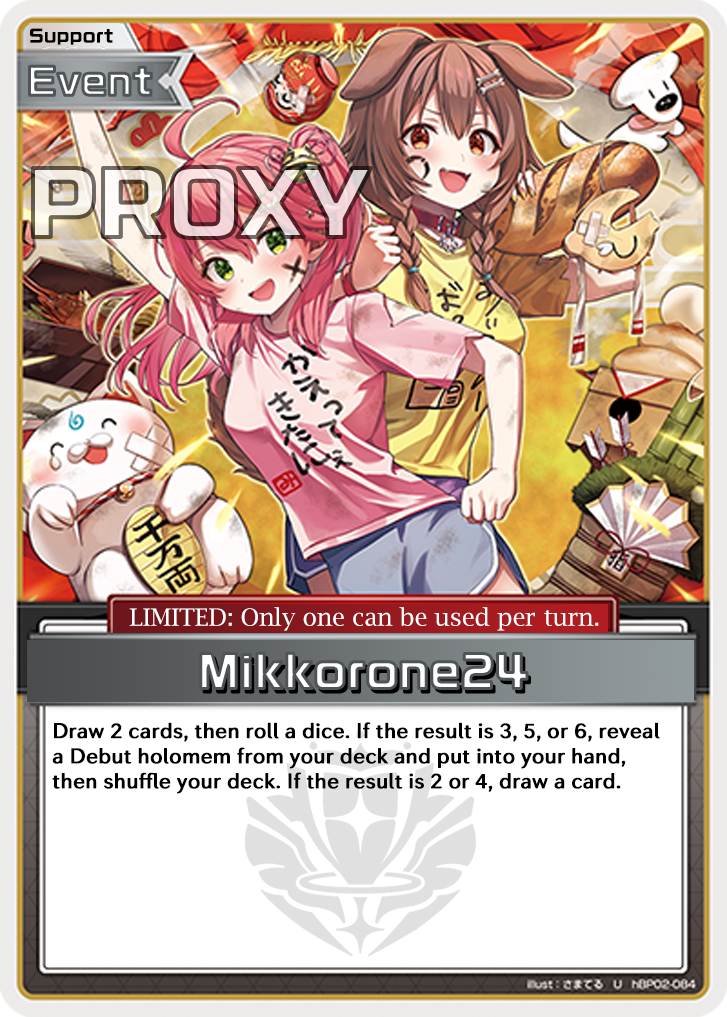 Support
Event
PROXY
かえってきたにぇ
千万両
LIMITED: Only one can be used per turn.
Mikkorone24
Draw 2 cards, then roll a dice. If the result is 3, 5, or 6, reveal
a Debut holomem from your deck and put into your hand,
then shuffle your deck. If the result is 2 or 4, draw a card.
illust : さまてる U hBP02-084